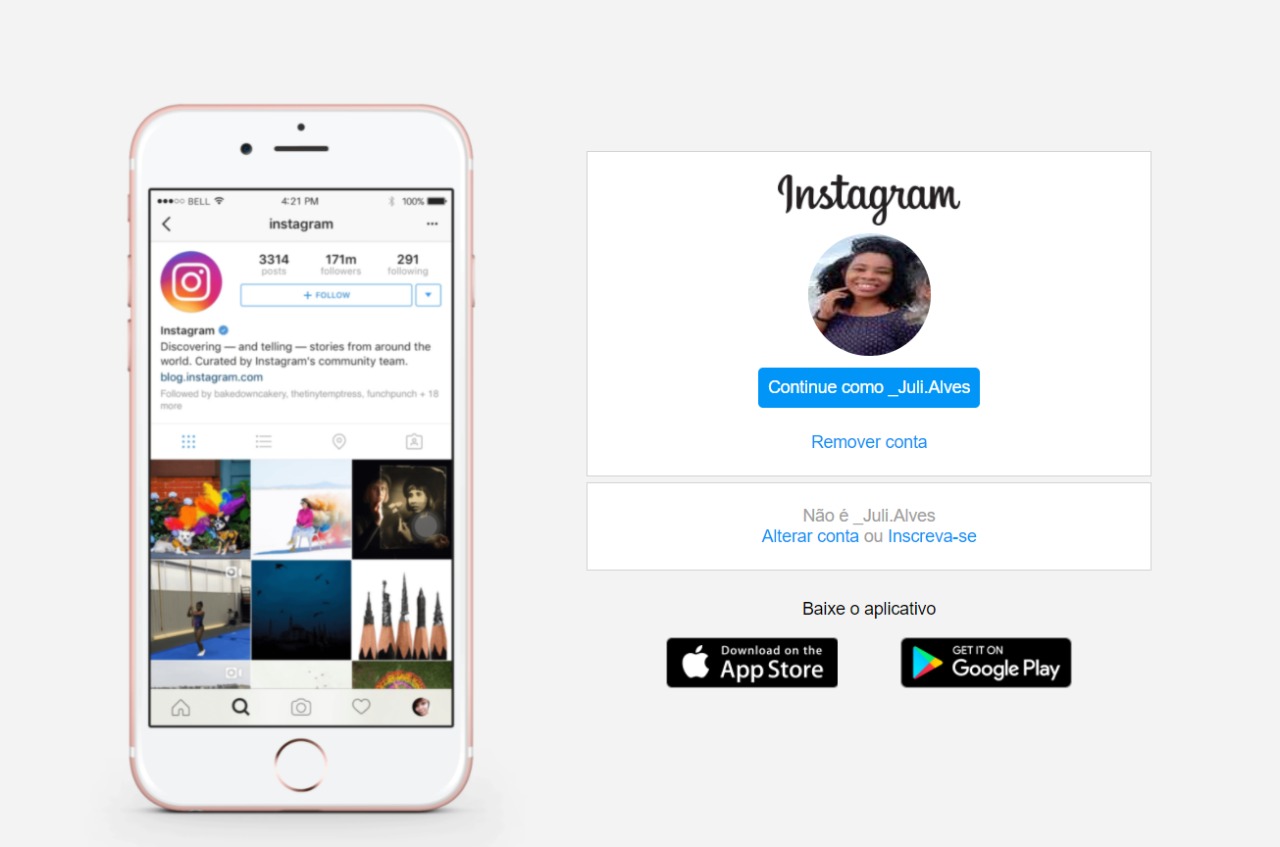 BELL
4:21 PM
100%
instagram
3314
171m
291
posts
followers
following
+ FOLLOW
Instagram
Discovering — and telling — stories from around the
world. Curated by Instagram's community team.
blog.instagram.com
Followed by bakedowncakery, thetinytemptress, funchpunch + 18
more
Instagram
Continue como _Juli.Alves
Remover conta
Não é _Juli.Alves
Alterar conta ou Inscreva-se
Baixe o aplicativo
Download on the
App Store
GET IT ON
Google Play